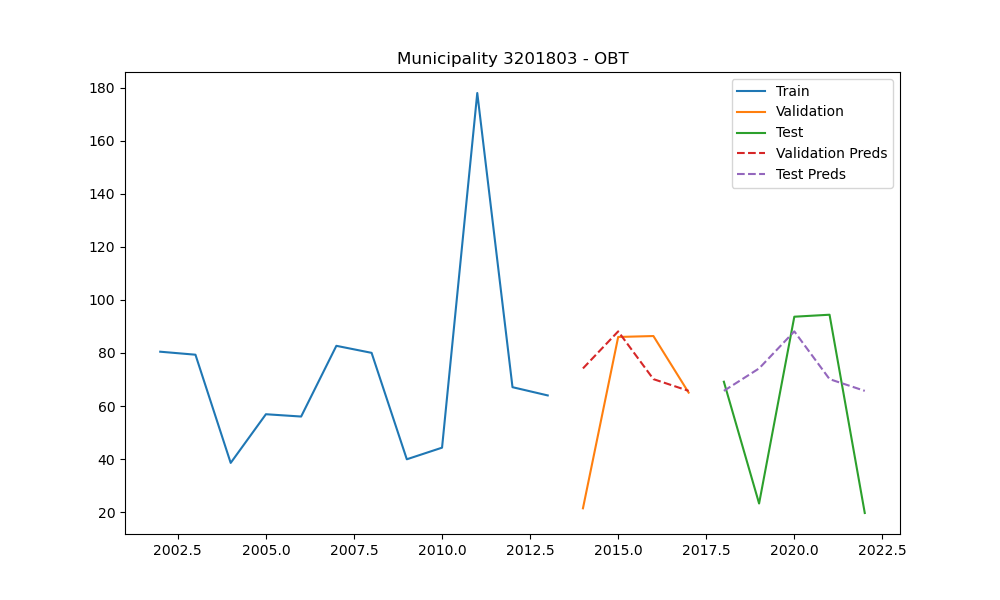 Municipality 3201803 - OBT
180
160
140
120
100
80
60
40
20
Train
Validation
Test
Validation Preds
Test Preds
2002.5 2005.0 2007.5 2010.0 2012.5 2015.0 2017.5 2020.0 2022.5